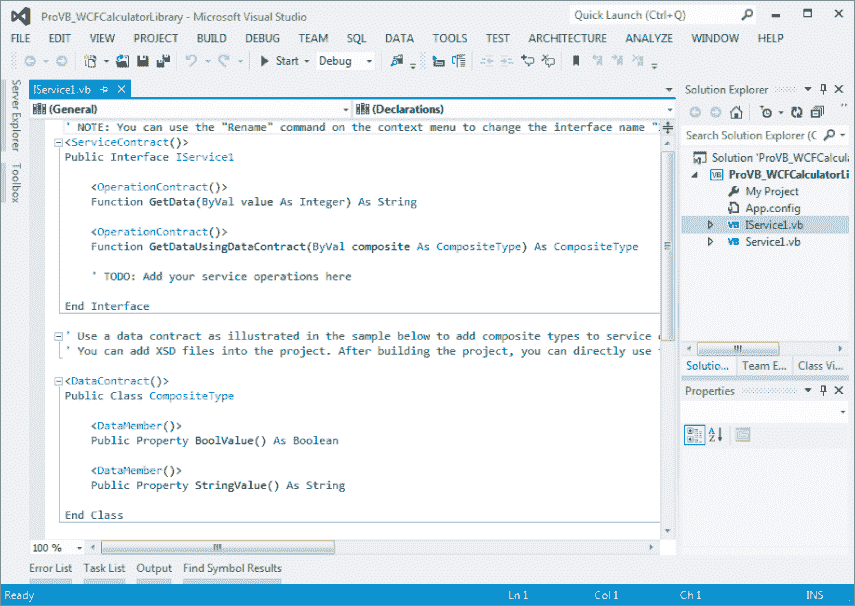 ProVB_WCFCalculatorLibrary - Microsoft Visual Studio
Quick Launch (Ctrl+Q)
FILE EDIT VIEW PROJECT BUILD DEBUG TEAM SQL DATA TOOLS TEST ARCHITECTURE ANALYZE WINDOW HELP
Start Debug
Server Explorer
Toolbox
IService1.vb
(General) (Declarations)
' NOTE: You can use the "Rename" command on the context menu to change the interface name "
<ServiceContract()>
Public Interface IService1
<OperationContract()>
Function GetData(ByVal value As Integer) As String
<OperationContract()>
Function GetDataUsingDataContract(ByVal composite As CompositeType) As CompositeType
' TODO: Add your service operations here
End Interface
' Use a data contract as illustrated in the sample below to add composite types to service
' You can add XSD files into the project. After building the project, you can directly use
<DataContract()>
Public Class CompositeType
<DataMember()>
Public Property BoolValue() As Boolean
<DataMember()>
Public Property StringValue() As String
End Class
100 %
Error List Task List Output Find Symbol Results
Solution Explorer
Search Solution Explorer (C
Solution 'ProVB_WCFCalcul
ProVB_WCFCalculatorLi
My Project
App.config
IService1.vb
Service1.vb
Solutio... Team E... Class Vi...
Properties
Ready Ln 1 Col 1 Ch 1 INS